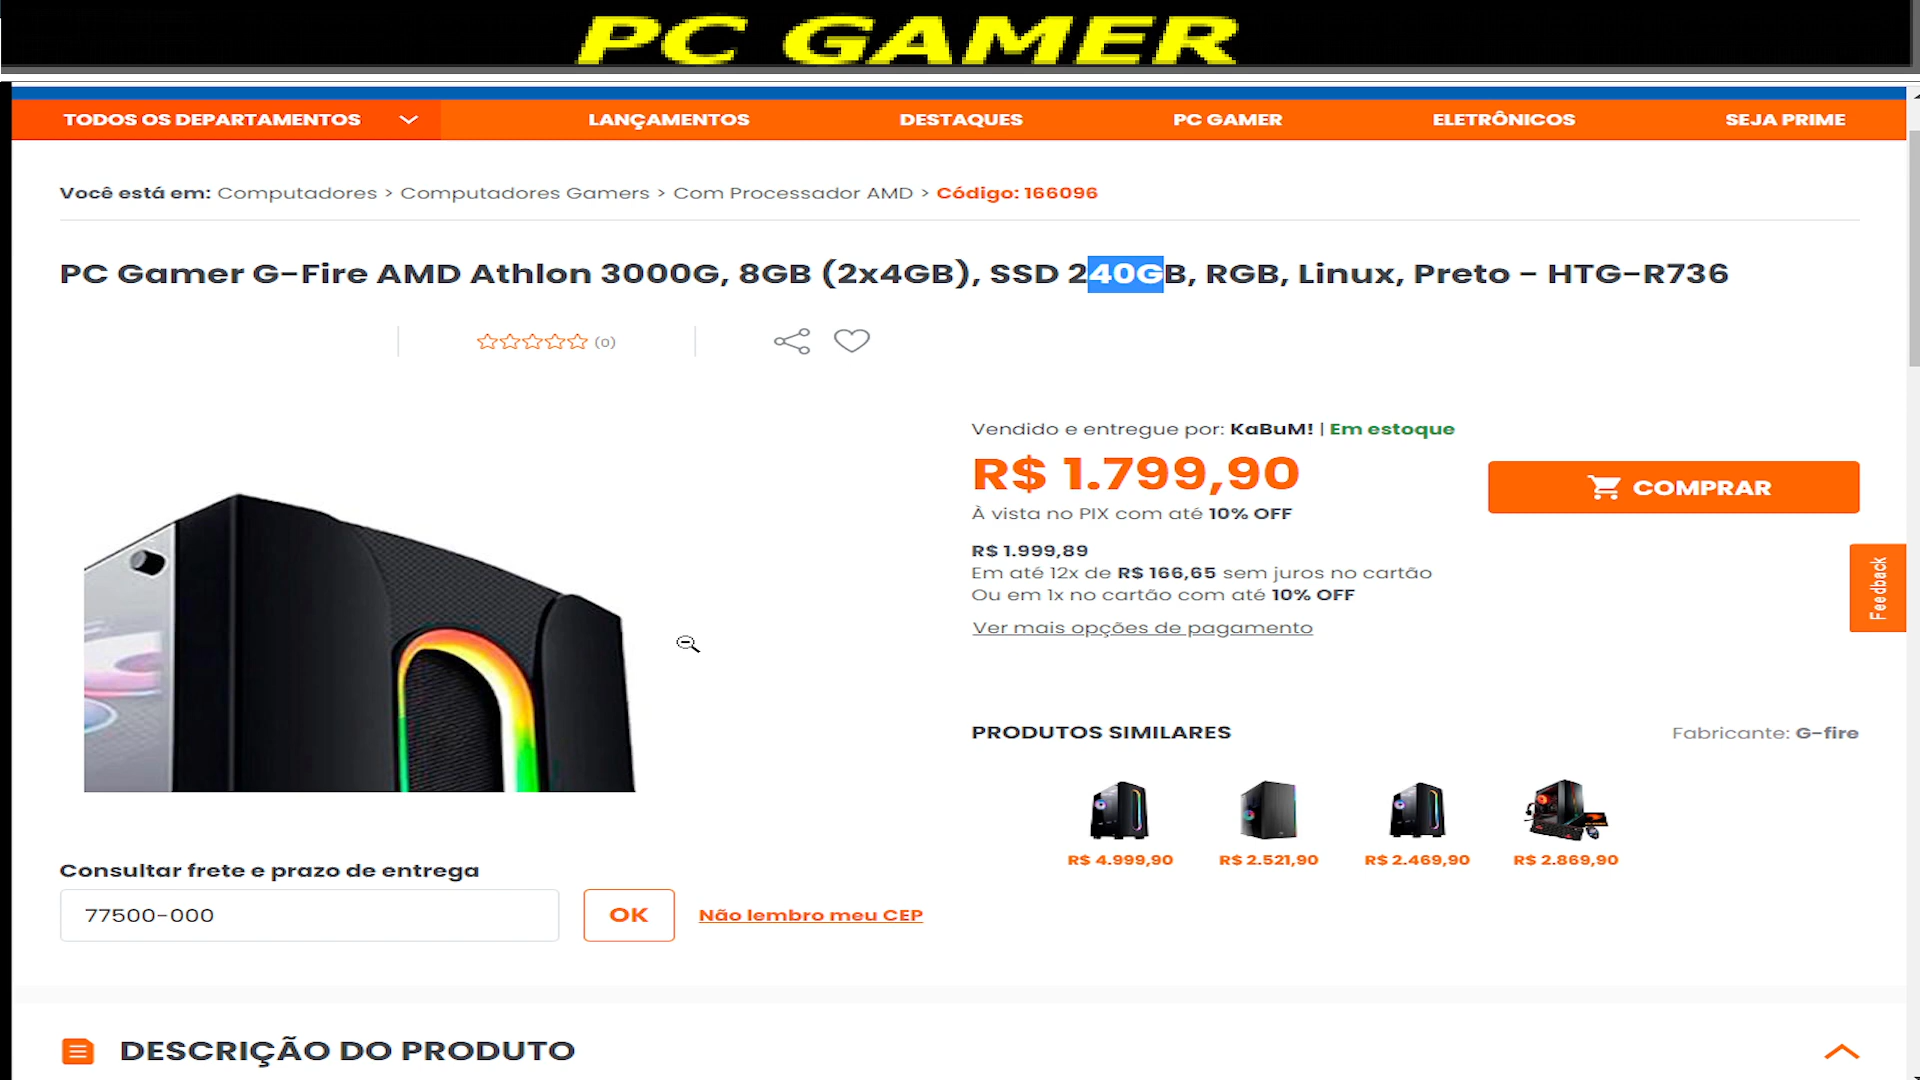 PC GAMER
TODOS OS DEPARTAMENTOS LANÇAMENTOS DESTAQUES PC GAMER ELETRÔNICOS SEJA PRIME
Você está em: Computadores > Computadores Gamers > Com Processador AMD > Código: 166096
PC Gamer G-Fire AMD Athlon 3000G, 8GB (2x4GB), SSD 240GB, RGB, Linux, Preto - HTG-R736
(0)
Vendido e entregue por: KaBuM! | Em estoque
R$ 1.799,90
COMPRAR
À vista no PIX com até 10% OFF
R$ 1.999,89
Em até 12x de R$ 166,65 sem juros no cartão
Ou em 1x no cartão com até 10% OFF
Ver mais opções de pagamento
Feedback
PRODUTOS SIMILARES Fabricante: G-fire
R$ 4.999,90 R$ 2.521,90 R$ 2.469,90 R$ 2.869,90
Consultar frete e prazo de entrega
77500-000 OK Não lembro meu CEP
DESCRIÇÃO DO PRODUTO